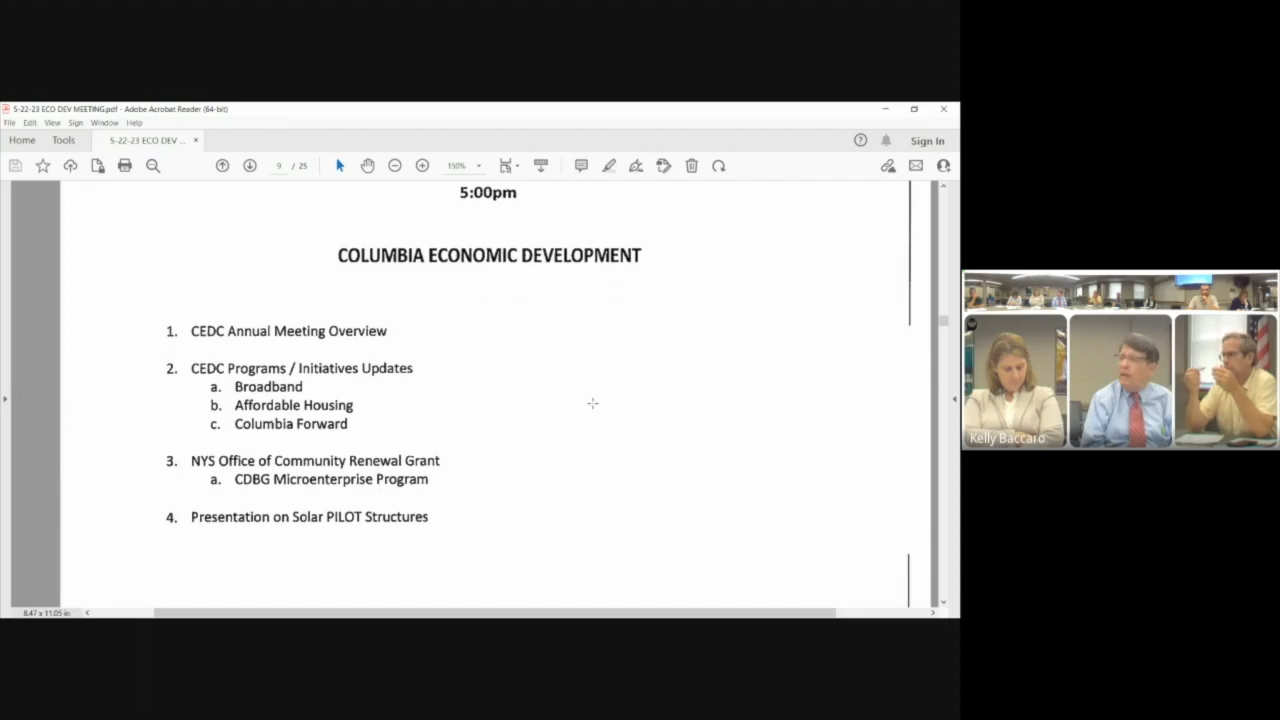 5-22-23 ECO DEV MEETING.pdf - Adobe Acrobat Reader (64-bit)
File Edit View Sign Window Help
Home Tools 5-22-23 ECO DEV ... × Sign In
9 / 25 150%
5:00pm
COLUMBIA ECONOMIC DEVELOPMENT
1. CEDC Annual Meeting Overview
2. CEDC Programs / Initiatives Updates
a. Broadband
b. Affordable Housing
c. Columbia Forward
3. NYS Office of Community Renewal Grant
a. CDBG Microenterprise Program
4. Presentation on Solar PILOT Structures
8.47 x 11.05 in
Kelly Baccaro